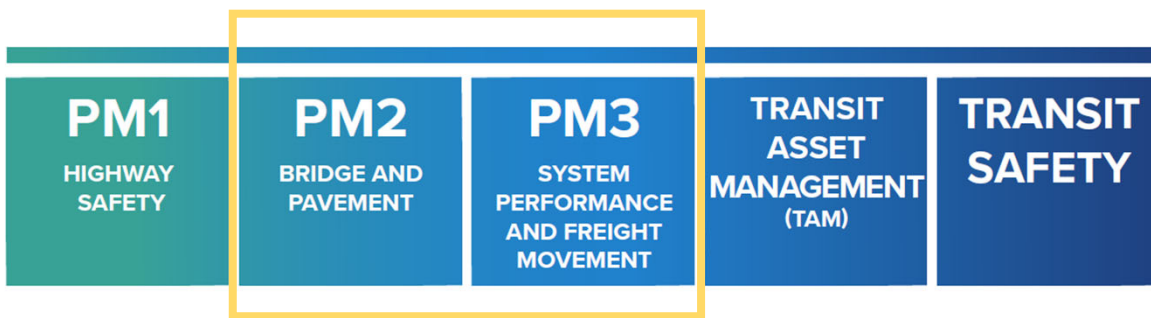 PM1
HIGHWAY
SAFETY
PM2
BRIDGE AND
PAVEMENT
PM3
SYSTEM
PERFORMANCE
AND FREIGHT
MOVEMENT
TRANSIT
ASSET
MANAGEMENT
(TAM)
TRANSIT
SAFETY